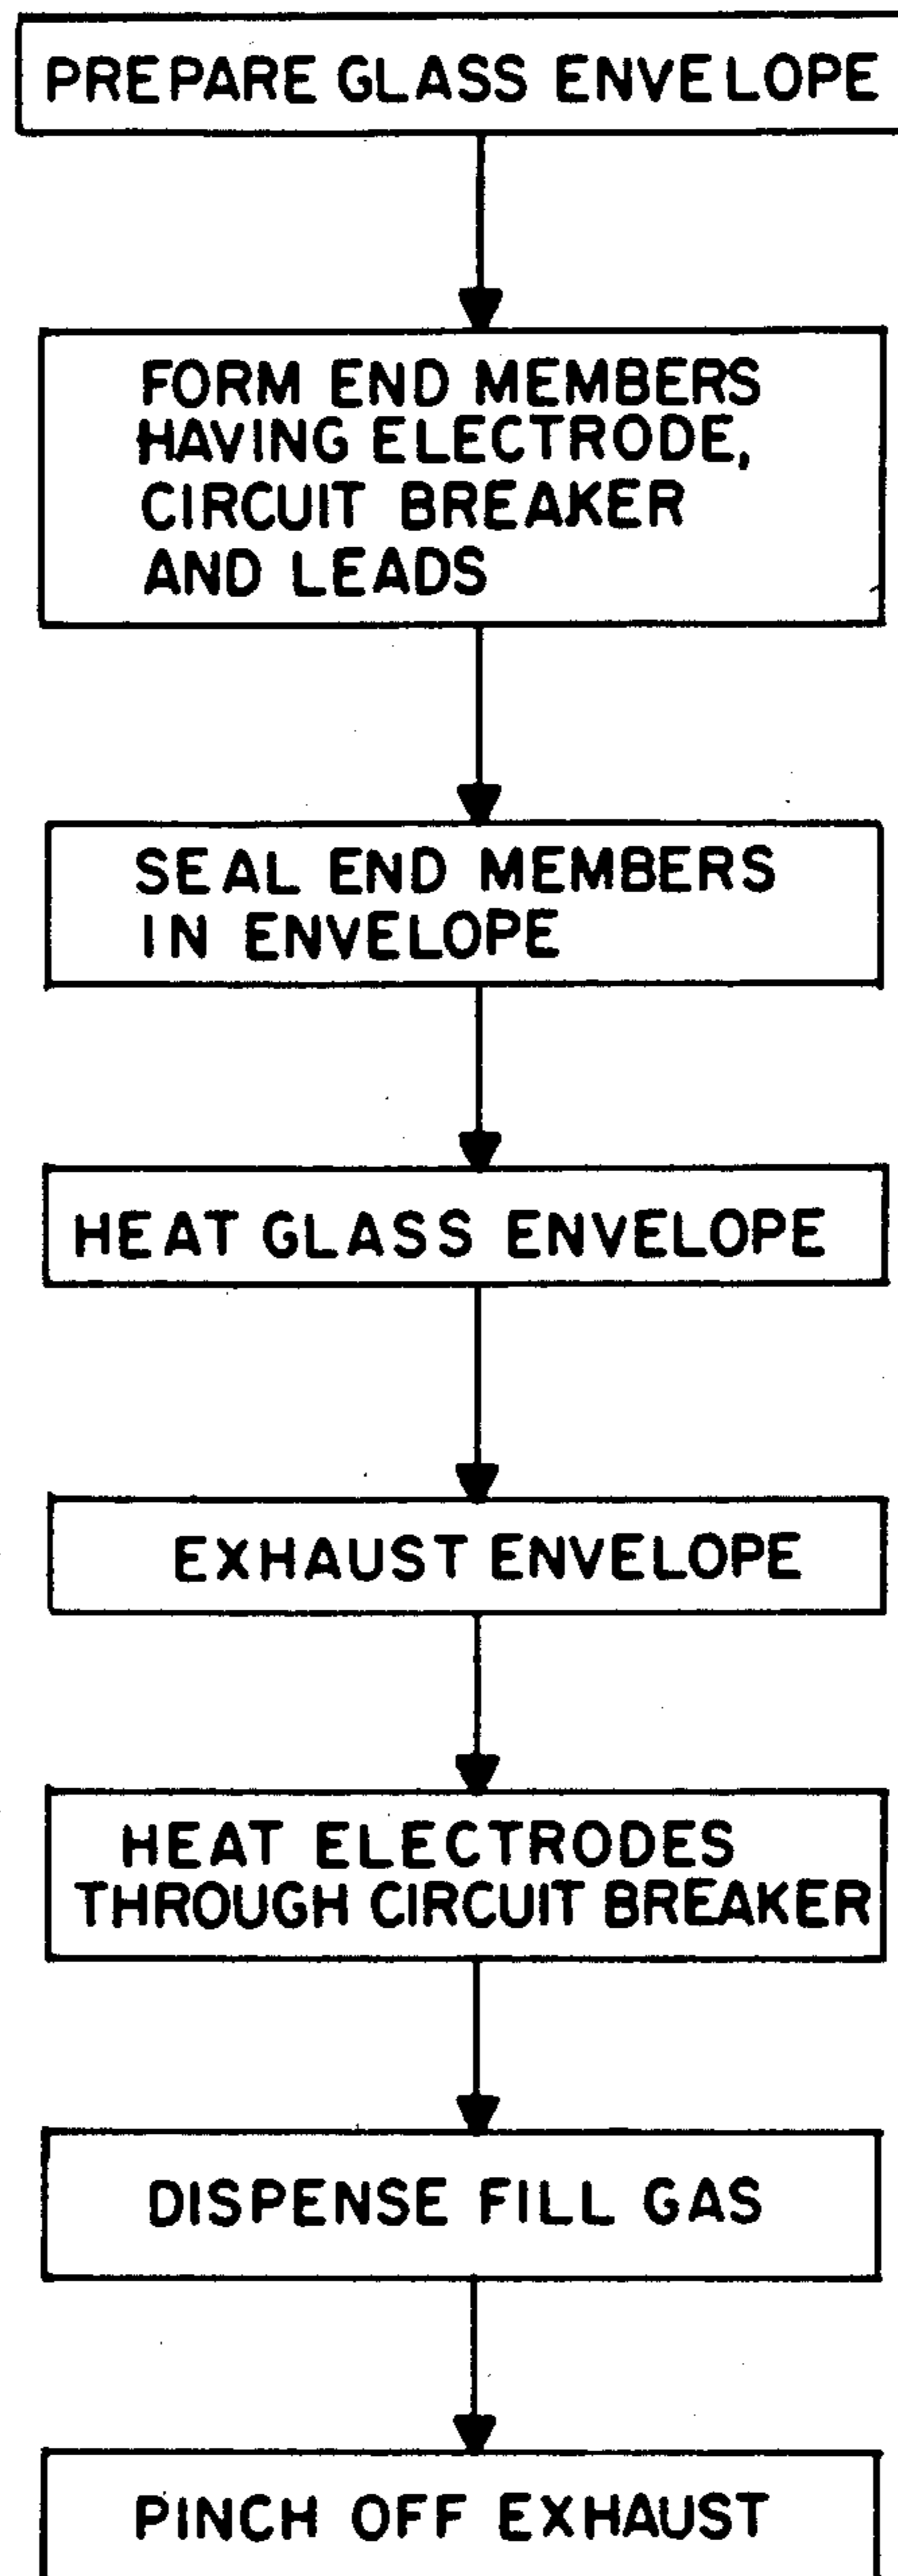 PREPARE GLASS ENVELOPE
FORM END MEMBERS
HAVING ELECTRODE,
CIRCUIT BREAKER
AND LEADS
SEAL END MEMBERS
IN ENVELOPE
HEAT GLASS ENVELOPE
EXHAUST ENVELOPE
HEAT ELECTRODES
THROUGH CIRCUIT BREAKER
DISPENSE FILL GAS
PINCH OFF EXHAUST